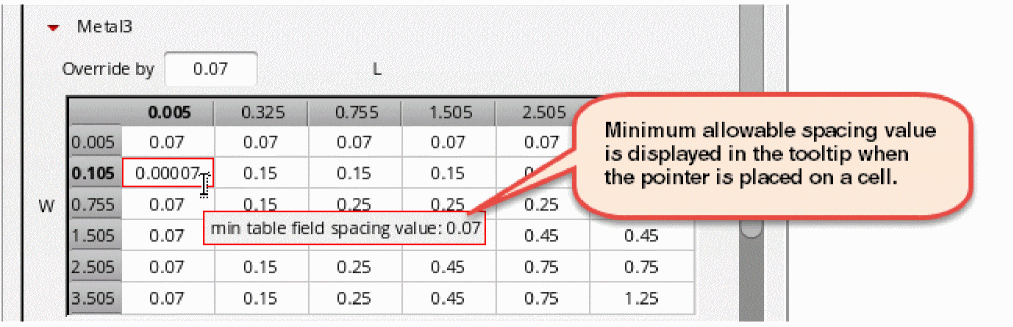 Metal3
Override by 0.07 L
0.005 0.325 0.755 1.505 2.505
0.005 0.07 0.07 0.07 0.07 0.07
0.105 0.00007 0.15 0.15 0.15
W 0.755 0.07 0.15 0.25 0.25 0.25
1.505 0.07 0.45 0.45
min table field spacing value: 0.07
2.505 0.07 0.15 0.25 0.45 0.75 0.75
3.505 0.07 0.15 0.25 0.45 0.75 1.25
Minimum allowable spacing value
is displayed in the tooltip when
the pointer is placed on a cell.